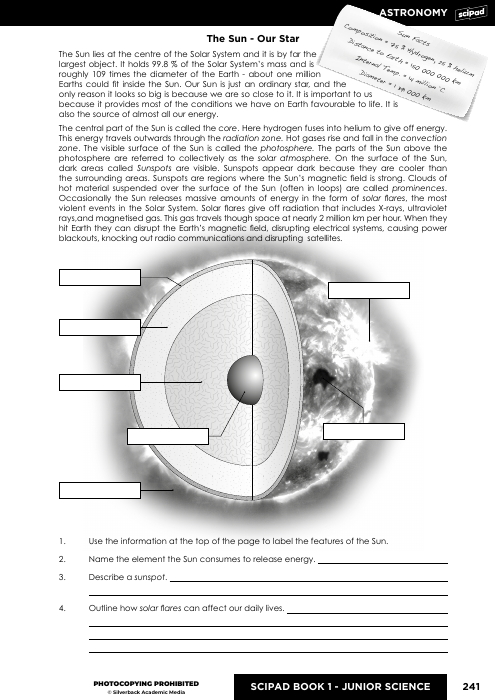 ASTRONOMY scipad
The Sun - Our Star
Sun Facts
Composition = 75 % Hydrogen, 25 % helium
Distance to Earth = 150 000 000 km
Internal Temp. = 14 million °C
Diameter = 1 400 000 km
The Sun lies at the centre of the Solar System and it is by far the
largest object. It holds 99.8 % of the Solar System's mass and is
roughly 109 times the diameter of the Earth - about one million
Earths could fit inside the Sun. Our Sun is just an ordinary star, and the
only reason it looks so big is because we are so close to it. It is important to us
because it provides most of the conditions we have on Earth favourable to life. It is
also the source of almost all our energy.
The central part of the Sun is called the core. Here hydrogen fuses into helium to give off energy.
This energy travels outwards through the radiation zone. Hot gases rise and fall in the convection
zone. The visible surface of the Sun is called the photosphere. The parts of the Sun above the
photosphere are referred to collectively as the solar atmosphere. On the surface of the Sun,
dark areas called Sunspots are visible. Sunspots appear dark because they are cooler than
the surrounding areas. Sunspots are regions where the Sun's magnetic field is strong. Clouds of
hot material suspended over the surface of the Sun (often in loops) are called prominences.
Occasionally the Sun releases massive amounts of energy in the form of solar flares, the most
violent events in the Solar System. Solar flares give off radiation that includes X-rays, ultraviolet
rays,and magnetised gas. This gas travels though space at nearly 2 million km per hour. When they
hit Earth they can disrupt the Earth's magnetic field, disrupting electrical systems, causing power
blackouts, knocking out radio communications and disrupting satellites.
1. Use the information at the top of the page to label the features of the Sun.
2. Name the element the Sun consumes to release energy.
3. Describe a sunspot.
4. Outline how solar flares can affect our daily lives.
PHOTOCOPYING PROHIBITED
© Silverback Academic Media
SCIPAD BOOK 1 - JUNIOR SCIENCE 241